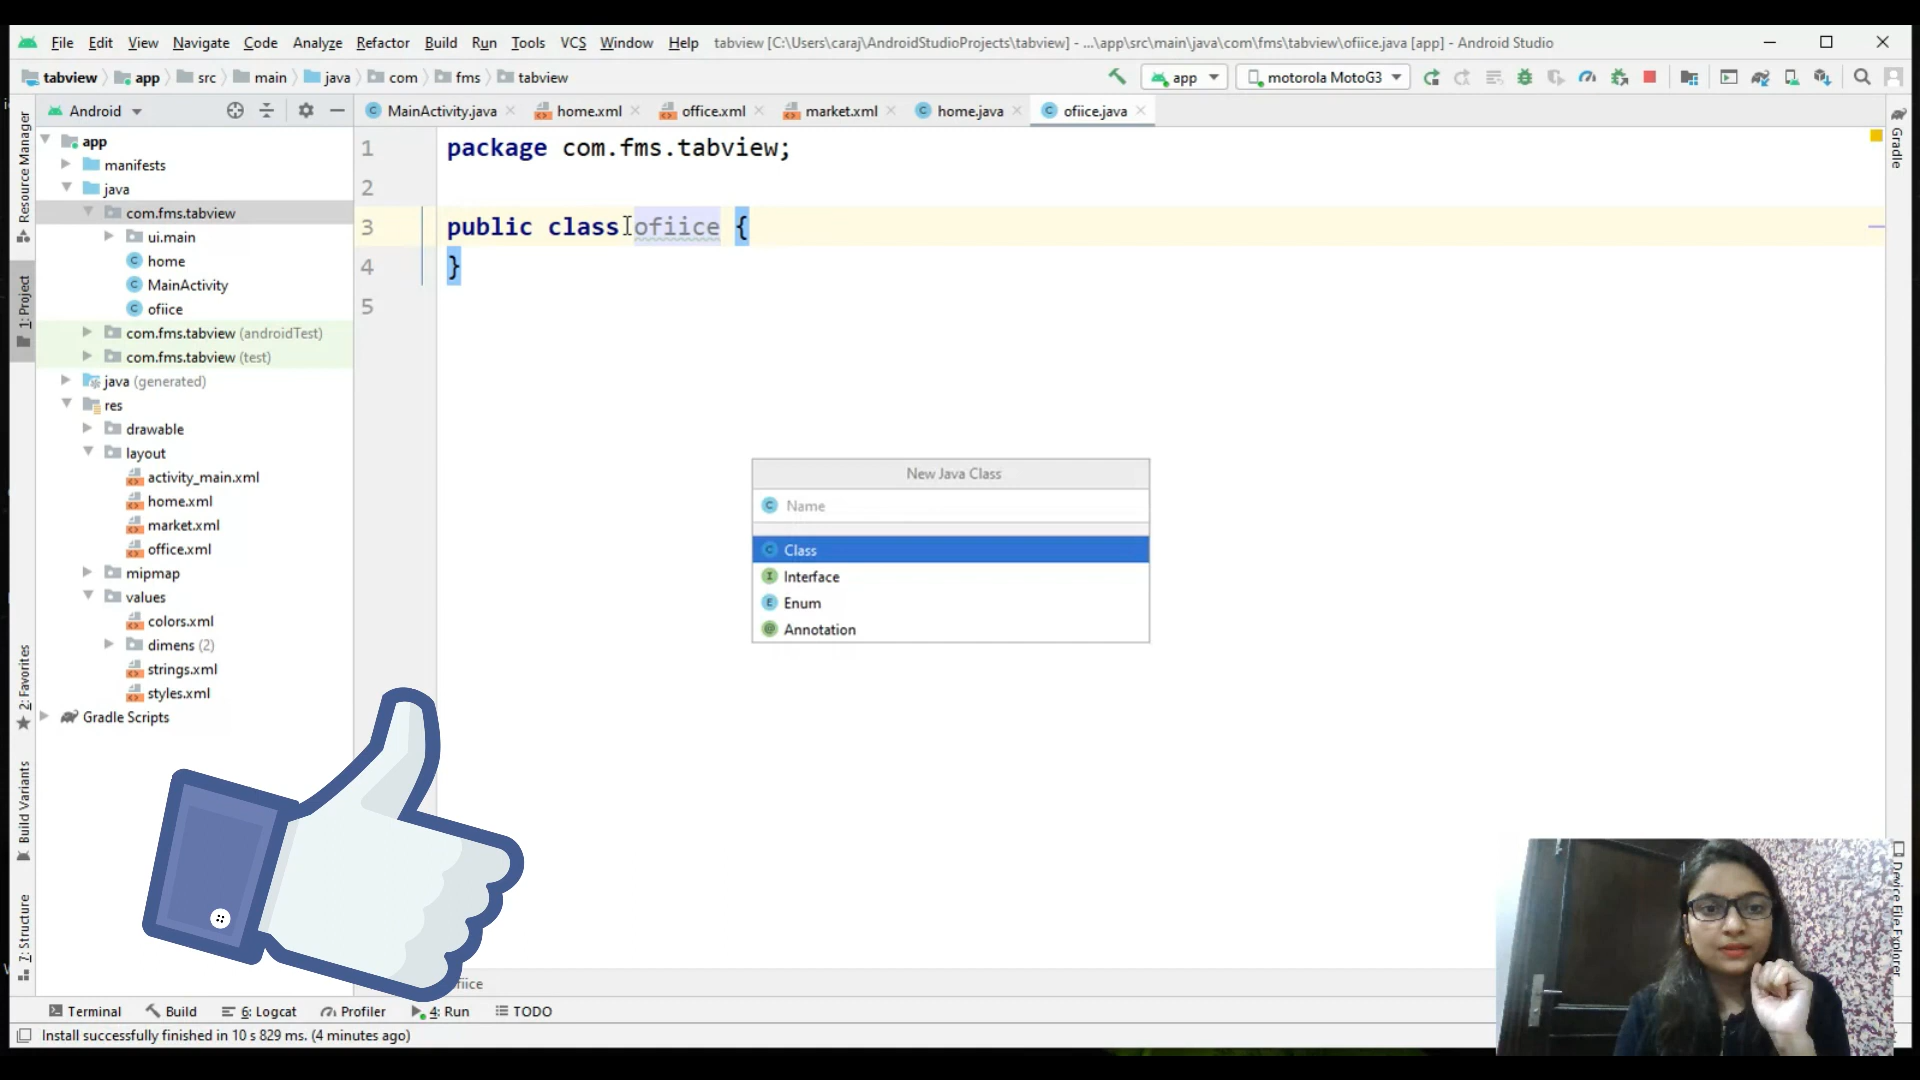 File Edit View Navigate Code Analyze Refactor Build Run Tools VCS Window Help tabview [C:\Users\caraj\AndroidStudioProjects\tabview] - ...\app\src\main\java\com\fms\tabview\ofiice.java [app] - Android Studio
tabview app src main java com fms tabview app motorola MotoG3
Android MainActivity.java home.xml office.xml market.xml home.java ofiice.java
Resource Manager
1: Project
2: Favorites
Build Variants
7: Structure
app
manifests
java
com.fms.tabview
ui.main
home
MainActivity
ofiice
com.fms.tabview (androidTest)
com.fms.tabview (test)
java (generated)
res
drawable
layout
activity_main.xml
home.xml
market.xml
office.xml
mipmap
values
colors.xml
dimens (2)
strings.xml
styles.xml
Gradle Scripts
1 package com.fms.tabview;
2
3 public class ofiice {
4 }
5
New Java Class
Name
Class
Interface
Enum
Annotation
Gradle
Device File Explorer
Terminal Build 6: Logcat Profiler 4: Run TODO
Install successfully finished in 10 s 829 ms. (4 minutes ago)